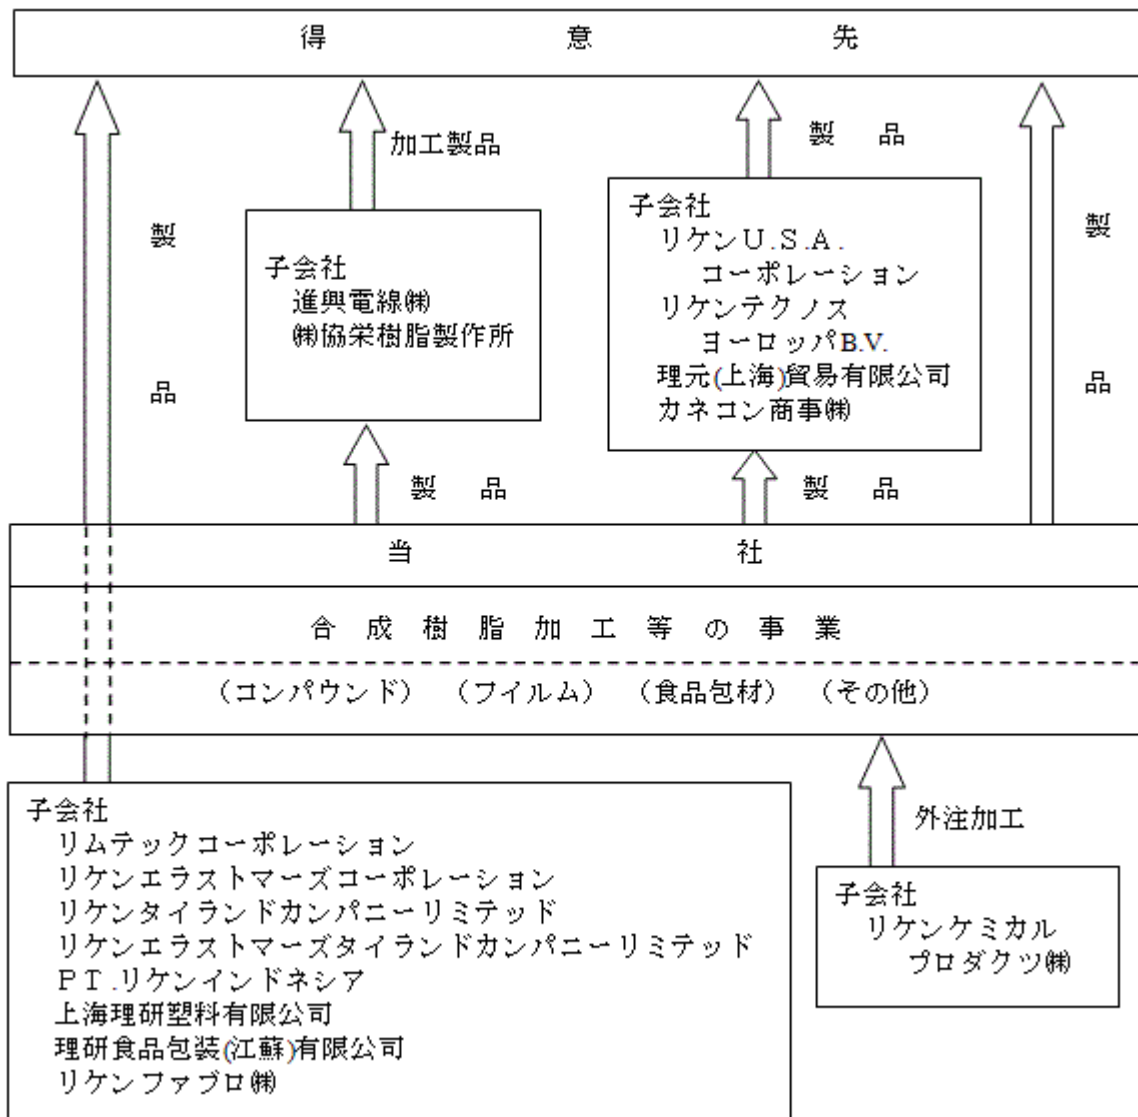 得意先
加工製品
製品
製品
製品
子会社
進興電線㈱
㈱協栄樹脂製作所
子会社
リケンＵ.Ｓ.Ａ.
コーポレーション
リケンテクノス
ヨーロッパB.V.
理元(上海)貿易有限公司
カネコン商事㈱
製品
製品
当社
合成樹脂加工等の事業
（コンパウンド）（フイルム）（食品包材）（その他）
子会社
リムテックコーポレーション
リケンエラストマーズコーポレーション
リケンタイランドカンパニーリミテッド
リケンエラストマーズタイランドカンパニーリミテッド
ＰＴ.リケンインドネシア
上海理研塑料有限公司
理研食品包装(江蘇)有限公司
リケンファブロ㈱
外注加工
子会社
リケンケミカル
プロダクツ㈱